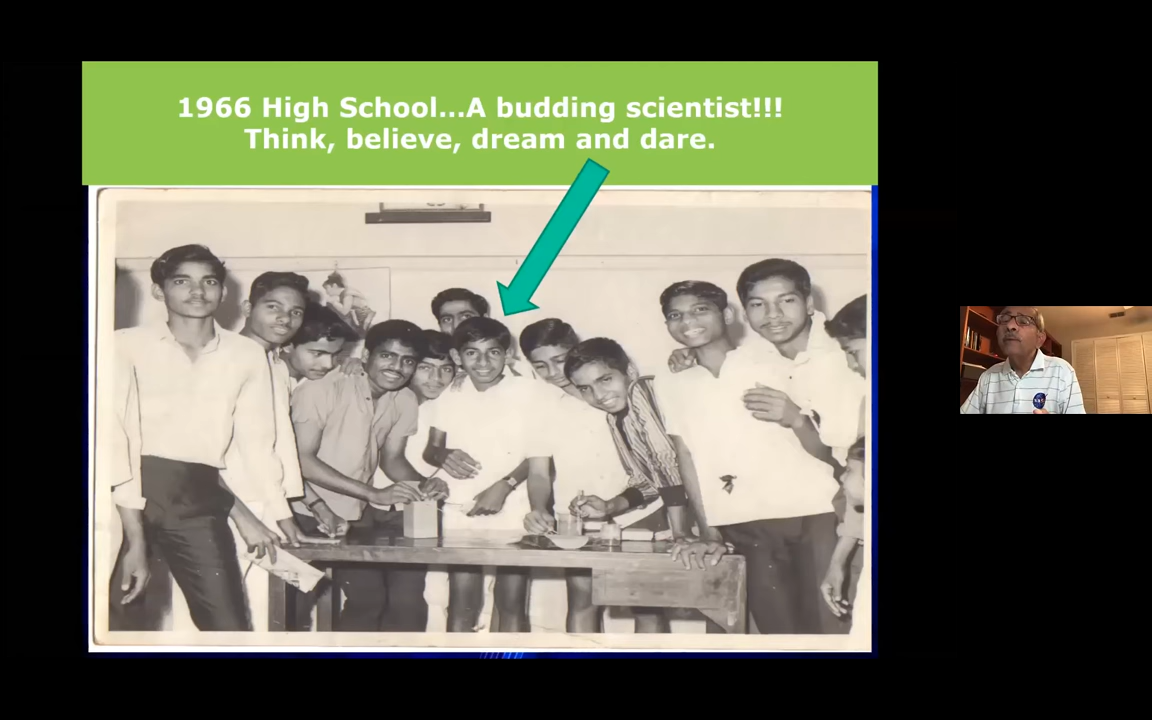 1966 High School...A budding scientist!!!
Think, believe, dream and dare.